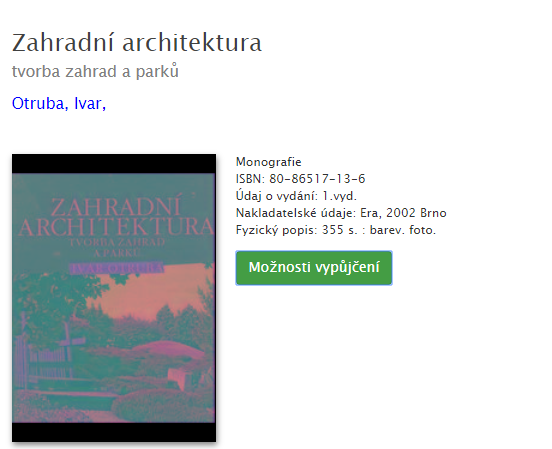 Zahradní architektura
tvorba zahrad a parků
Otruba, Ivar,
ZAHRADNÍ
ARCHITEKTURA
TVORBA ZAHRAD
A PARKŮ
IVAR OTRUBA
Monografie
ISBN: 80-86517-13-6
Údaj o vydání: 1.vyd.
Nakladatelské údaje: Era, 2002 Brno
Fyzický popis: 355 s. : barev. foto.
Možnosti vypůjčení